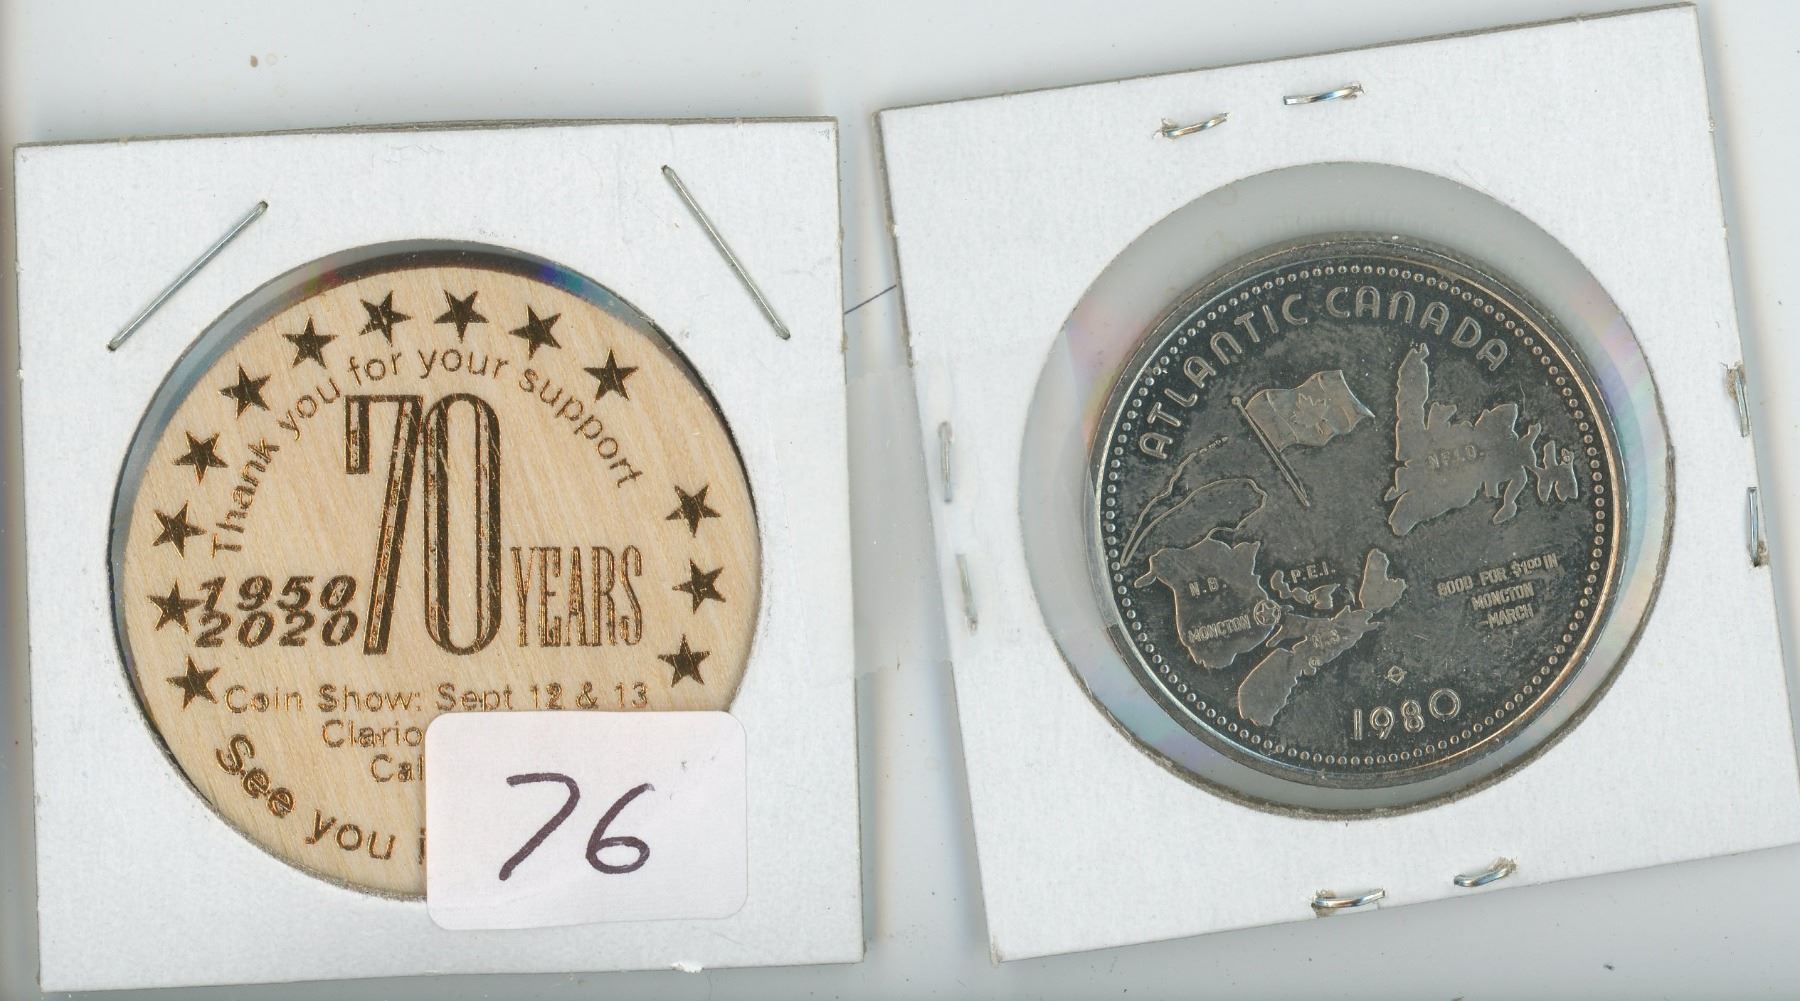 Thank you for your support
70 YEARS
1950
2020
Coin Show: Sept 12 & 13
Clario
Cal
See you i
76
ATLANTIC CANADA
NFLD.
N.B.
P.E.I.
MONCTON
N.S.
GOOD FOR $1.00 IN
MONCTON
MARCH
1980